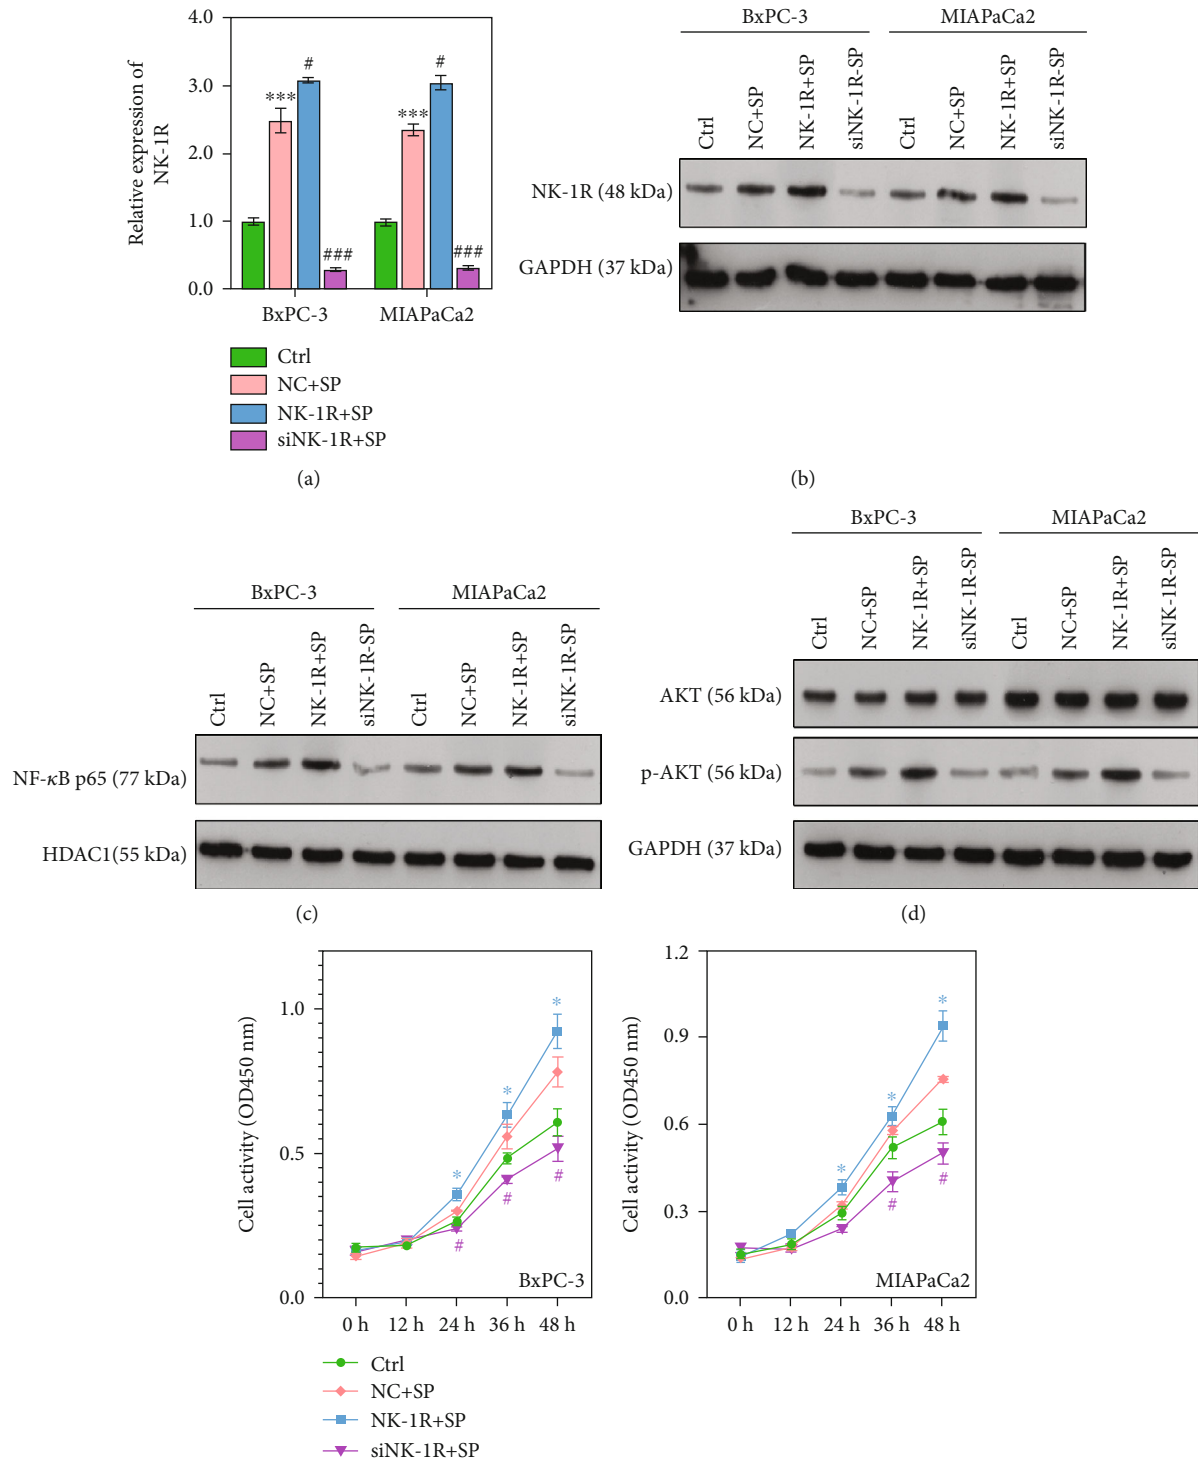 4.0
3.0
2.0
1.0
0.0
Relative expression of
NK-1R
***
#
###
***
#
###
BxPC-3
MIAPaCa2
Ctrl
NC+SP
NK-1R+SP
siNK-1R+SP
(a)
BxPC-3
MIAPaCa2
Ctrl
NC+SP
NK-1R+SP
siNK-1R-SP
Ctrl
NC+SP
NK-1R+SP
siNK-1R-SP
NK-1R (48 kDa)
GAPDH (37 kDa)
(b)
BxPC-3
MIAPaCa2
Ctrl
NC+SP
NK-1R+SP
siNK-1R-SP
Ctrl
NC+SP
NK-1R+SP
siNK-1R-SP
NF-κB p65 (77 kDa)
HDAC1(55 kDa)
(c)
BxPC-3
MIAPaCa2
Ctrl
NC+SP
NK-1R+SP
siNK-1R-SP
Ctrl
NC+SP
NK-1R+SP
siNK-1R-SP
AKT (56 kDa)
p-AKT (56 kDa)
GAPDH (37 kDa)
(d)
Cell activity (OD450 nm)
1.0
0.5
0.0
*
*
*
#
#
#
BxPC-3
0 h
12 h
24 h
36 h
48 h
Cell activity (OD450 nm)
1.2
0.9
0.6
0.3
0.0
*
*
*
#
#
MIAPaCa2
0 h
12 h
24 h
36 h
48 h
Ctrl
NC+SP
NK-1R+SP
siNK-1R+SP